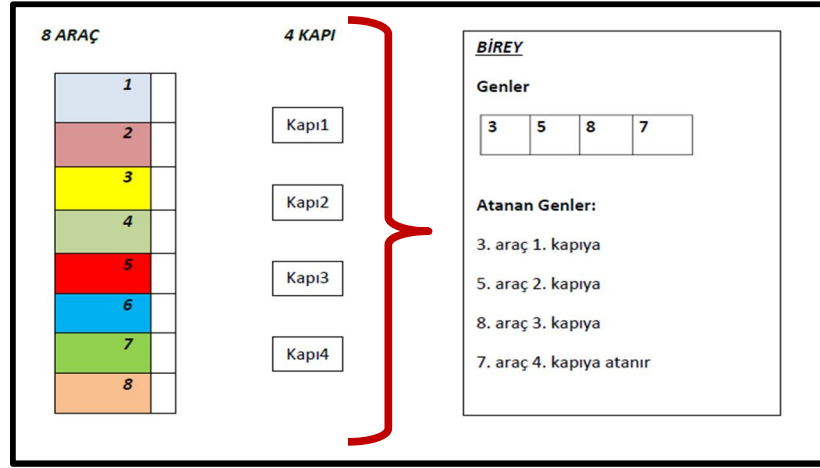 8 ARAÇ
1
2
3
4
5
6
7
8
4 KAPI
Kapı1
Kapı2
Kapı3
Kapı4
BİREY
Genler
3 5 8 7
Atanan Genler:
3. araç 1. kapıya
5. araç 2. kapıya
8. araç 3. kapıya
7. araç 4. kapıya atanır